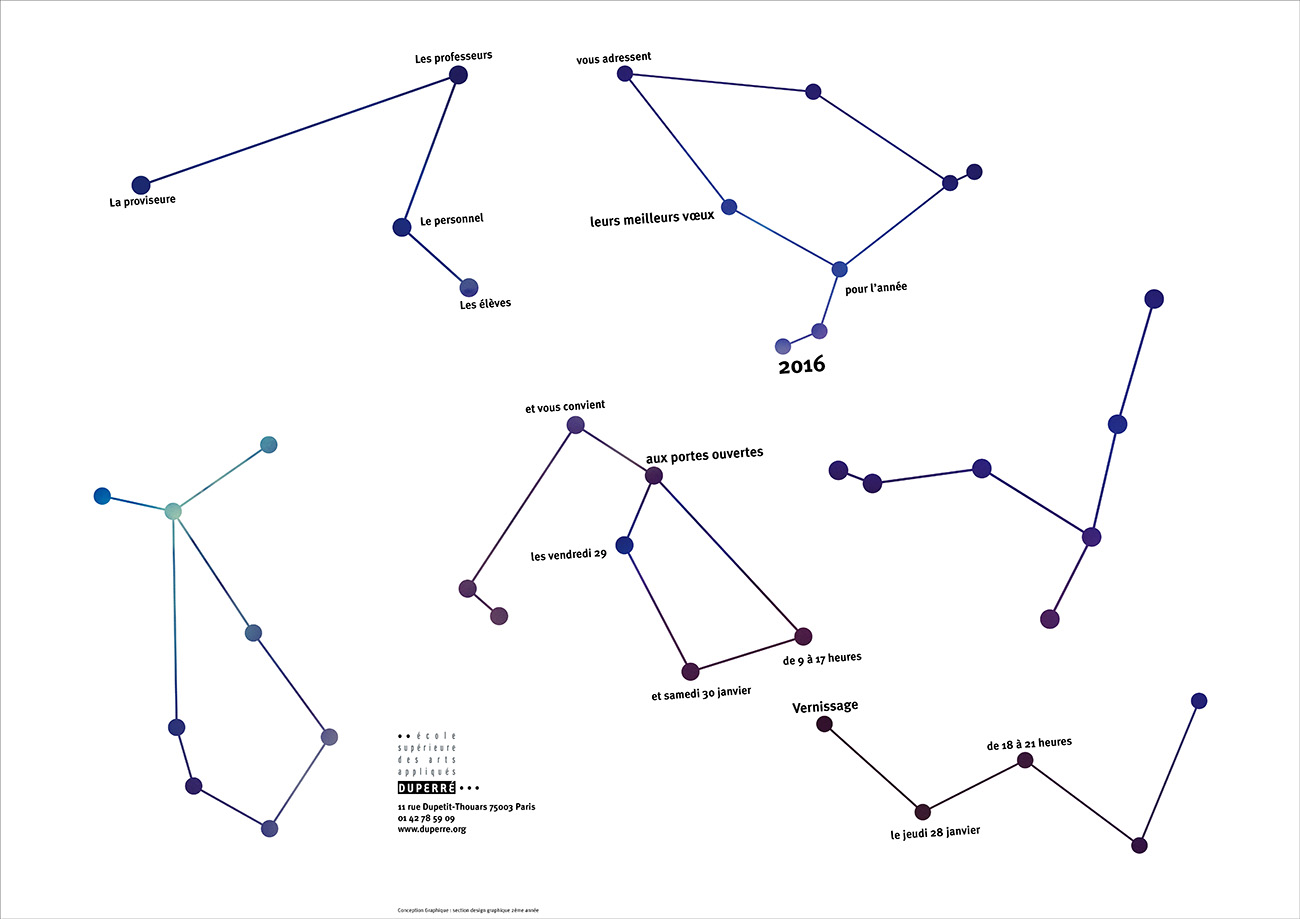 Les professeurs
La proviseure
Le personnel
Les élèves
vous adressent
leurs meilleurs vœux
pour l'année
2016
et vous convient
aux portes ouvertes
les vendredi 29
et samedi 30 janvier
de 9 à 17 heures
Vernissage
le jeudi 28 janvier
de 18 à 21 heures
•• école
supérieure
des arts
appliqués
DUPERRÉ •••
11 rue Dupetit-Thouars 75003 Paris
01 42 78 59 09
www.duperre.org
Conception Graphique : section design graphique 2ème année